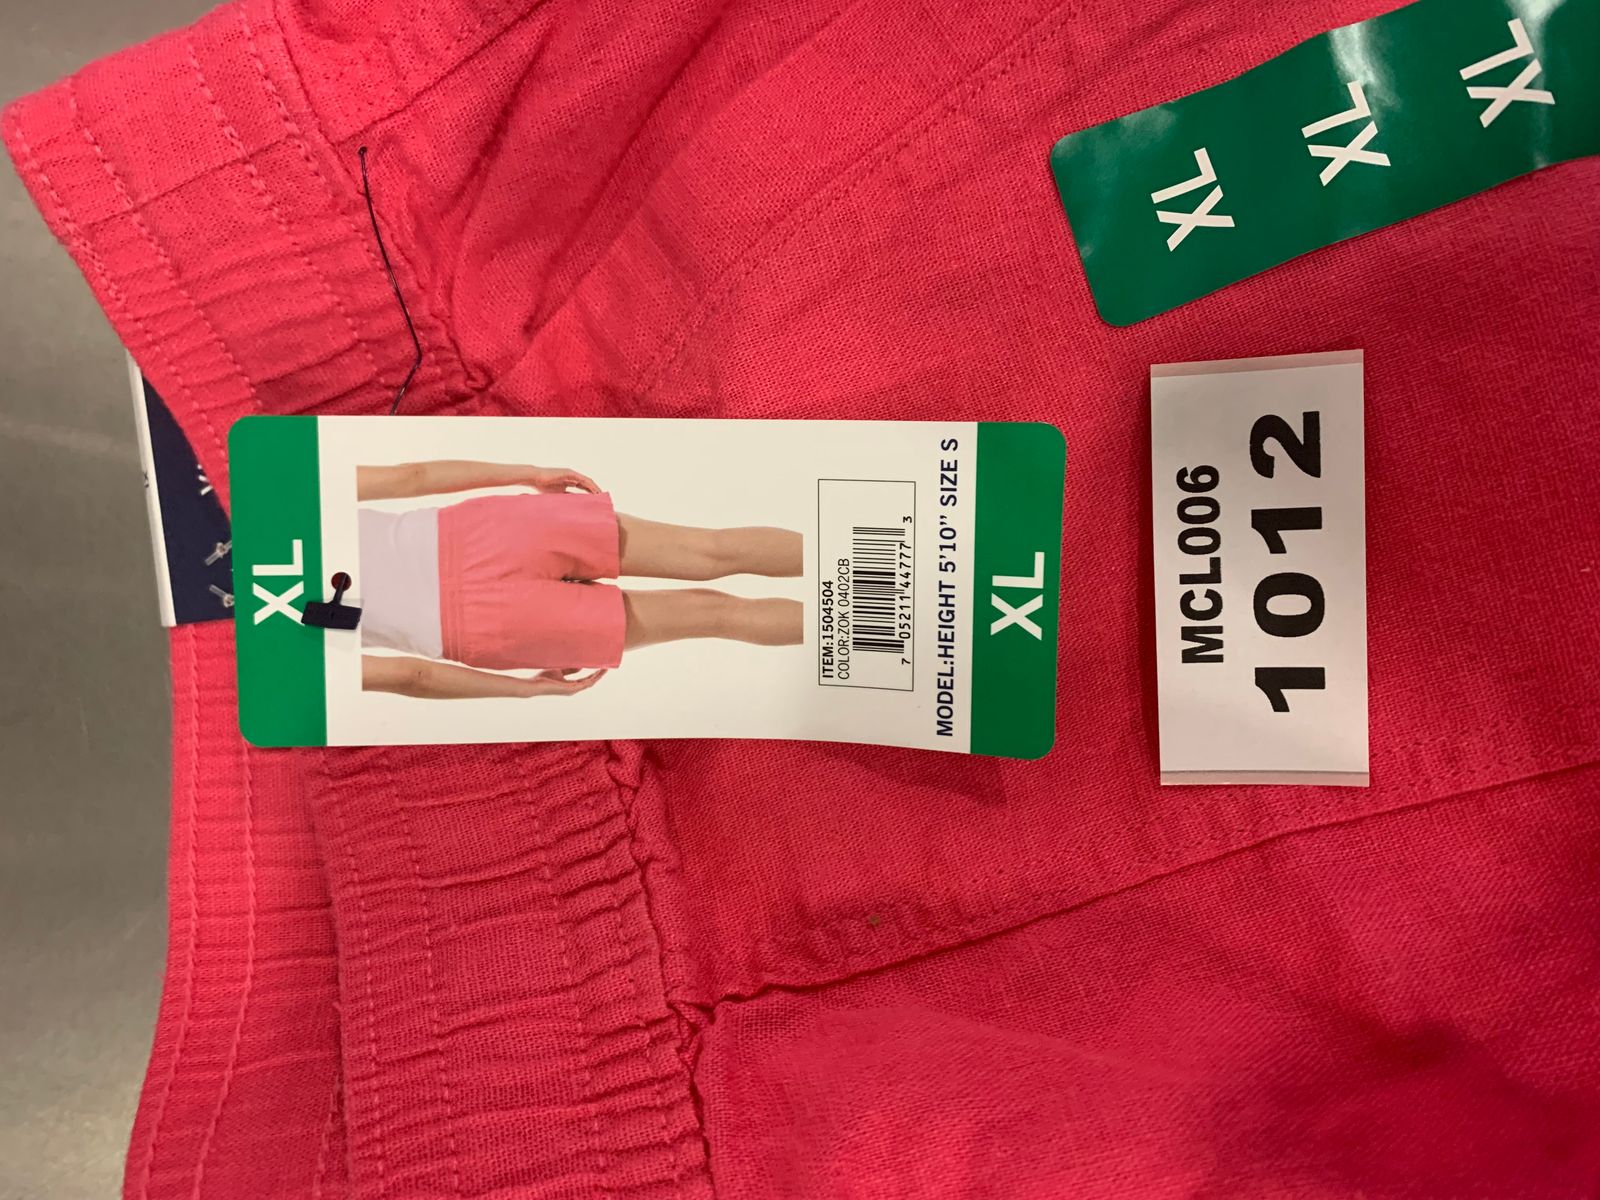 XL
XL
XL
XL
ITEM:1504504
COLOR:ZOK 0402CB
7 05211 44777 3
MODEL:HEIGHT 5'10" SIZE S
XL
MCL006
1012